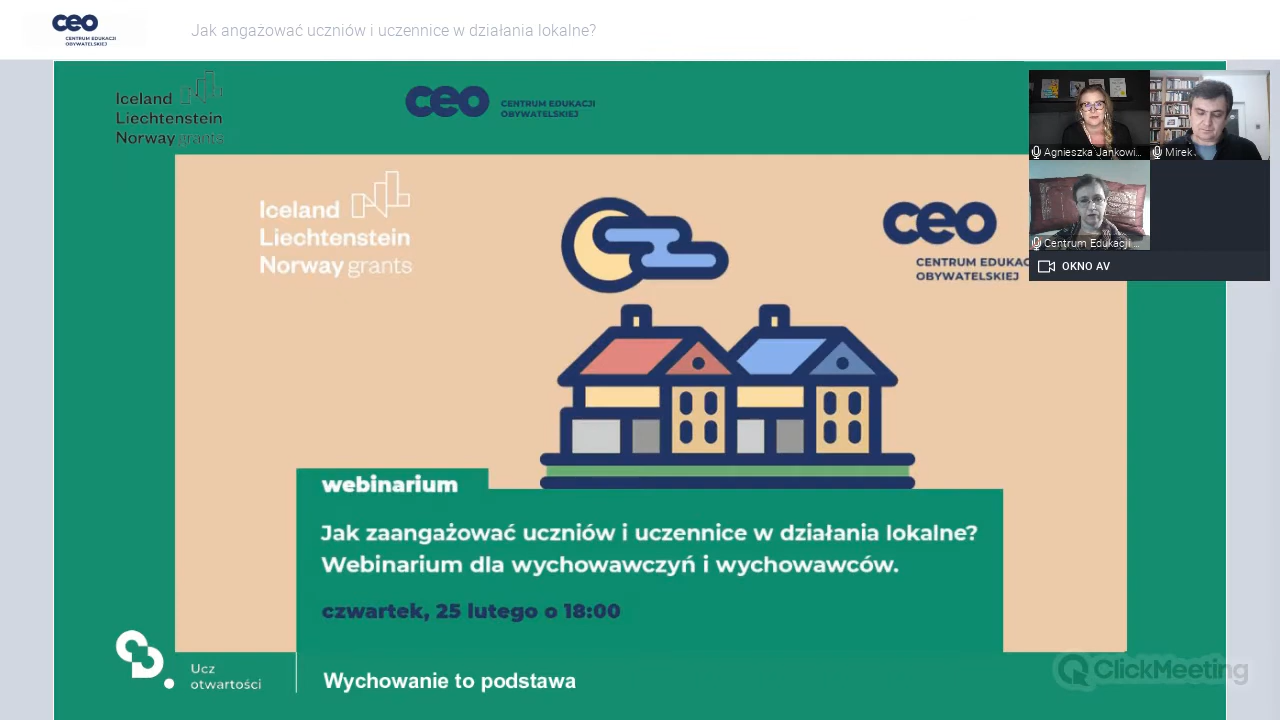 ceo
CENTRUM EDUKACJI
OBYWATELSKIEJ
Jak angażować uczniów i uczennice w działania lokalne?
Iceland
Liechtenstein
Norway grants
ceo
CENTRUM EDUKACJI
OBYWATELSKIEJ
Agnieszka Jankowi...
Mirek
Centrum Edukacji ...
OKNO AV
Iceland
Liechtenstein
Norway grants
ceo
CENTRUM EDUKAC
OBYWATELSKIEJ
webinarium
Jak zaangażować uczniów i uczennice w działania lokalne?
Webinarium dla wychowawczyń i wychowawców.
czwartek, 25 lutego o 18:00
Ucz
otwartości
Wychowanie to podstawa
ClickMeeting